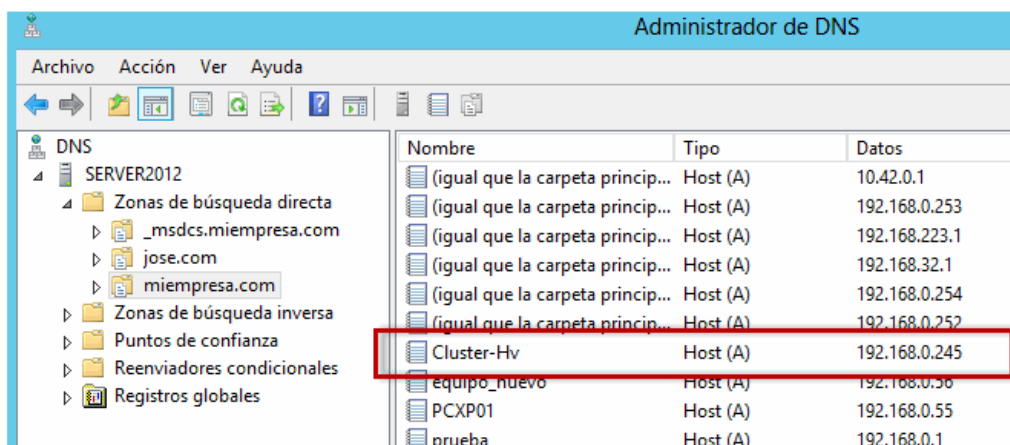 Administrador de DNS
Archivo Acción Ver Ayuda
DNS
SERVER2012
Zonas de búsqueda directa
_msdcs.miempresa.com
jose.com
miempresa.com
Zonas de búsqueda inversa
Puntos de confianza
Reenviadores condicionales
Registros globales
Nombre Tipo Datos
(igual que la carpeta princip... Host (A) 10.42.0.1
(igual que la carpeta princip... Host (A) 192.168.0.253
(igual que la carpeta princip... Host (A) 192.168.223.1
(igual que la carpeta princip... Host (A) 192.168.32.1
(igual que la carpeta princip... Host (A) 192.168.0.254
(igual que la carpeta princip... Host (A) 192.168.0.252
Cluster-Hv Host (A) 192.168.0.245
equipo_nuevo Host (A) 192.168.0.56
PCXP01 Host (A) 192.168.0.55
prueba Host (A) 192.168.0.1